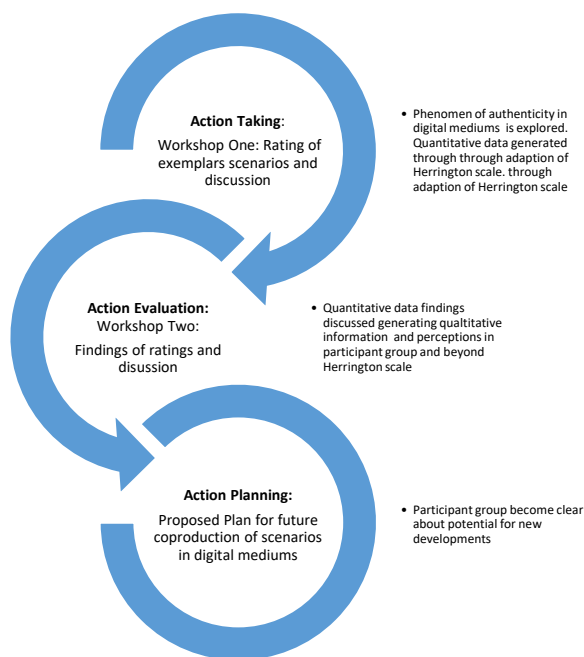 Action Taking:
Workshop One: Rating of
exemplars scenarios and
discussion
• Phenomen of authenticity in
digital mediums is explored.
Quantitative data generated
through through adaption of
Herrington scale. through
adaption of Herrington scale
Action Evaluation:
Workshop Two:
Findings of ratings and
disussion
• Quantitative data findings
discussed generating qualtitative
information and perceptions in
participant group and beyond
Herrington scale
Action Planning:
Proposed Plan for future
coproduction of scenarios
in digital mediums
• Participant group become clear
about potential for new
developments